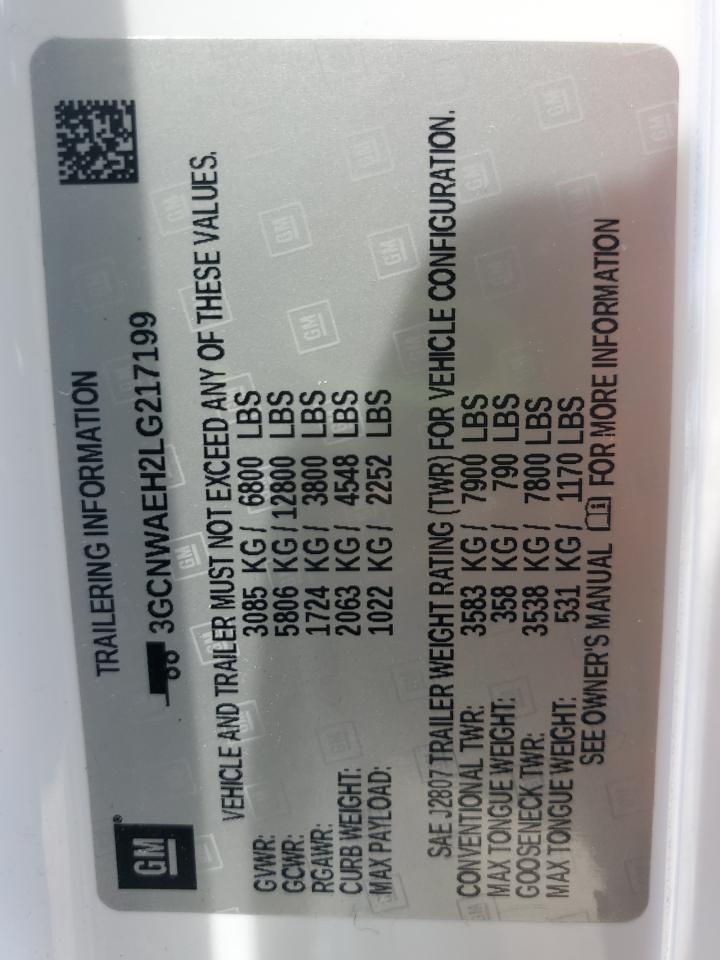 TRAILERING INFORMATION
3GCNWAEH2LG217199
GM®
VEHICLE AND TRAILER MUST NOT EXCEED ANY OF THESE VALUES.
GVWR: 3085 KG / 6800 LBS
GCWR: 5806 KG / 12800 LBS
RGAWR: 1724 KG / 3800 LBS
CURB WEIGHT: 2063 KG / 4548 LBS
MAX PAYLOAD: 1022 KG / 2252 LBS
SAE J2807 TRAILER WEIGHT RATING (TWR) FOR VEHICLE CONFIGURATION.
CONVENTIONAL TWR: 3583 KG / 7900 LBS
MAX TONGUE WEIGHT: 358 KG / 790 LBS
GOOSENECK TWR: 3538 KG / 7800 LBS
MAX TONGUE WEIGHT: 531 KG / 1170 LBS
SEE OWNER'S MANUAL FOR MORE INFORMATION